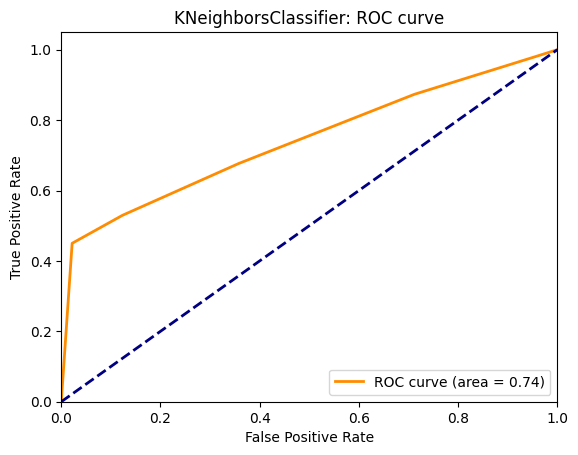 KNeighborsClassifier: ROC curve
True Positive Rate
1.0
0.8
0.6
0.4
0.2
0.0
ROC curve (area = 0.74)
0.0 0.2 0.4 0.6 0.8 1.0
False Positive Rate